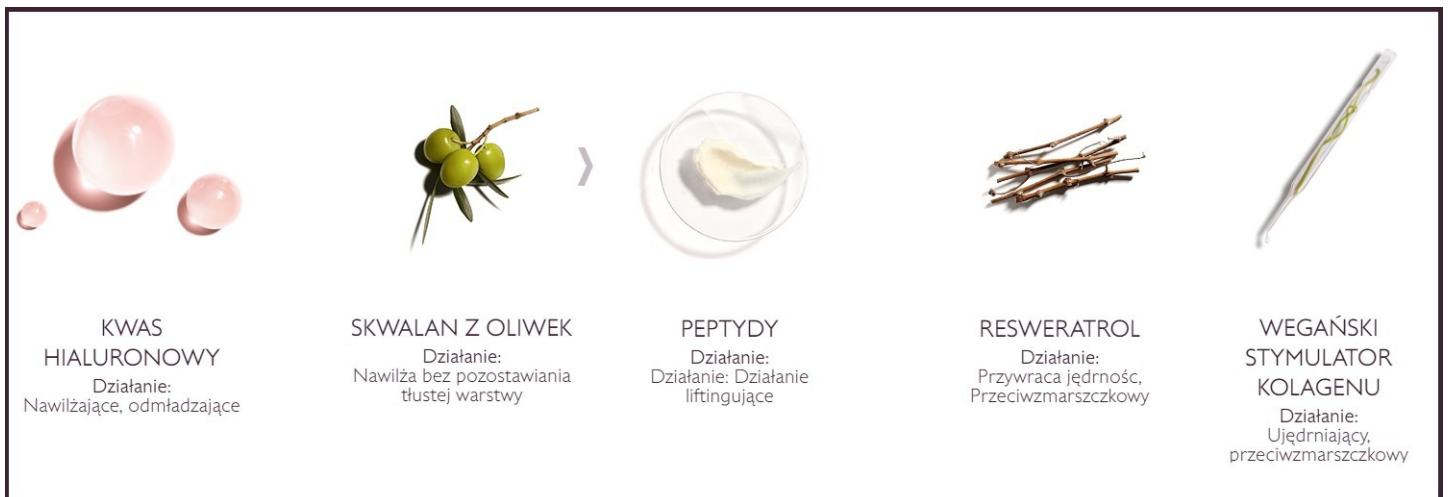 KWAS
HIALURONOWY
Działanie:
Nawilżające, odmładzające
SKWALAN Z OLIWEK
Działanie:
Nawilża bez pozostawiania
tłustej warstwy
PEPTYDY
Działanie:
Działanie: Działanie
liftingujące
RESWERATROL
Działanie:
Przywraca jędrnośc,
Przeciwzmarszczkowy
WEGAŃSKI
STYMULATOR
KOLAGENU
Działanie:
Ujędrniający,
przeciwzmarszczkowy